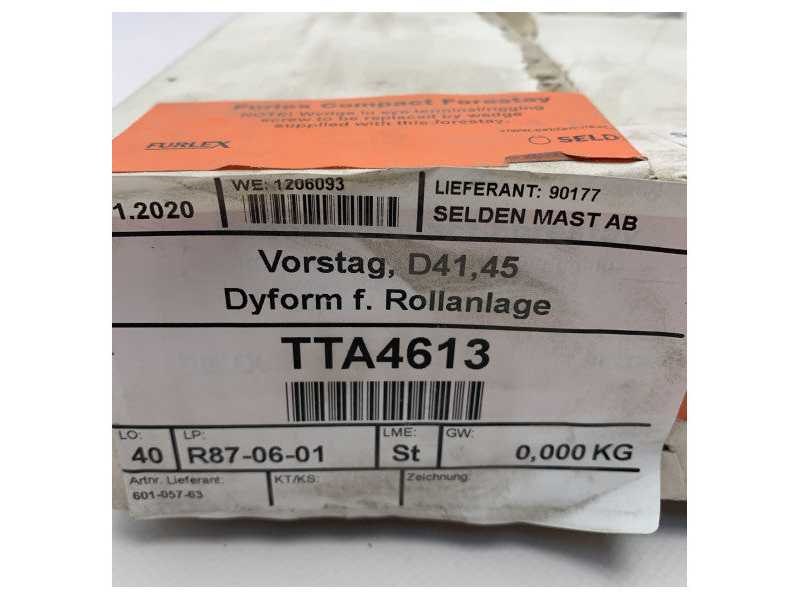 Furlex Compact Forestay
NOTE! Wedge in eye terminal/rigging
screw to be replaced by wedge
supplied with this forestay.
FURLEX
SELD
1.2020
WE: 1206093
LIEFERANT: 90177
SELDEN MAST AB
Vorstag, D41,45
Dyform f. Rollanlage
TTA4613
LO: LP: LME: GW:
40 R87-06-01 St 0,000 KG
Artnr. Lieferant: KT/KS: Zeichnung:
601-057-63